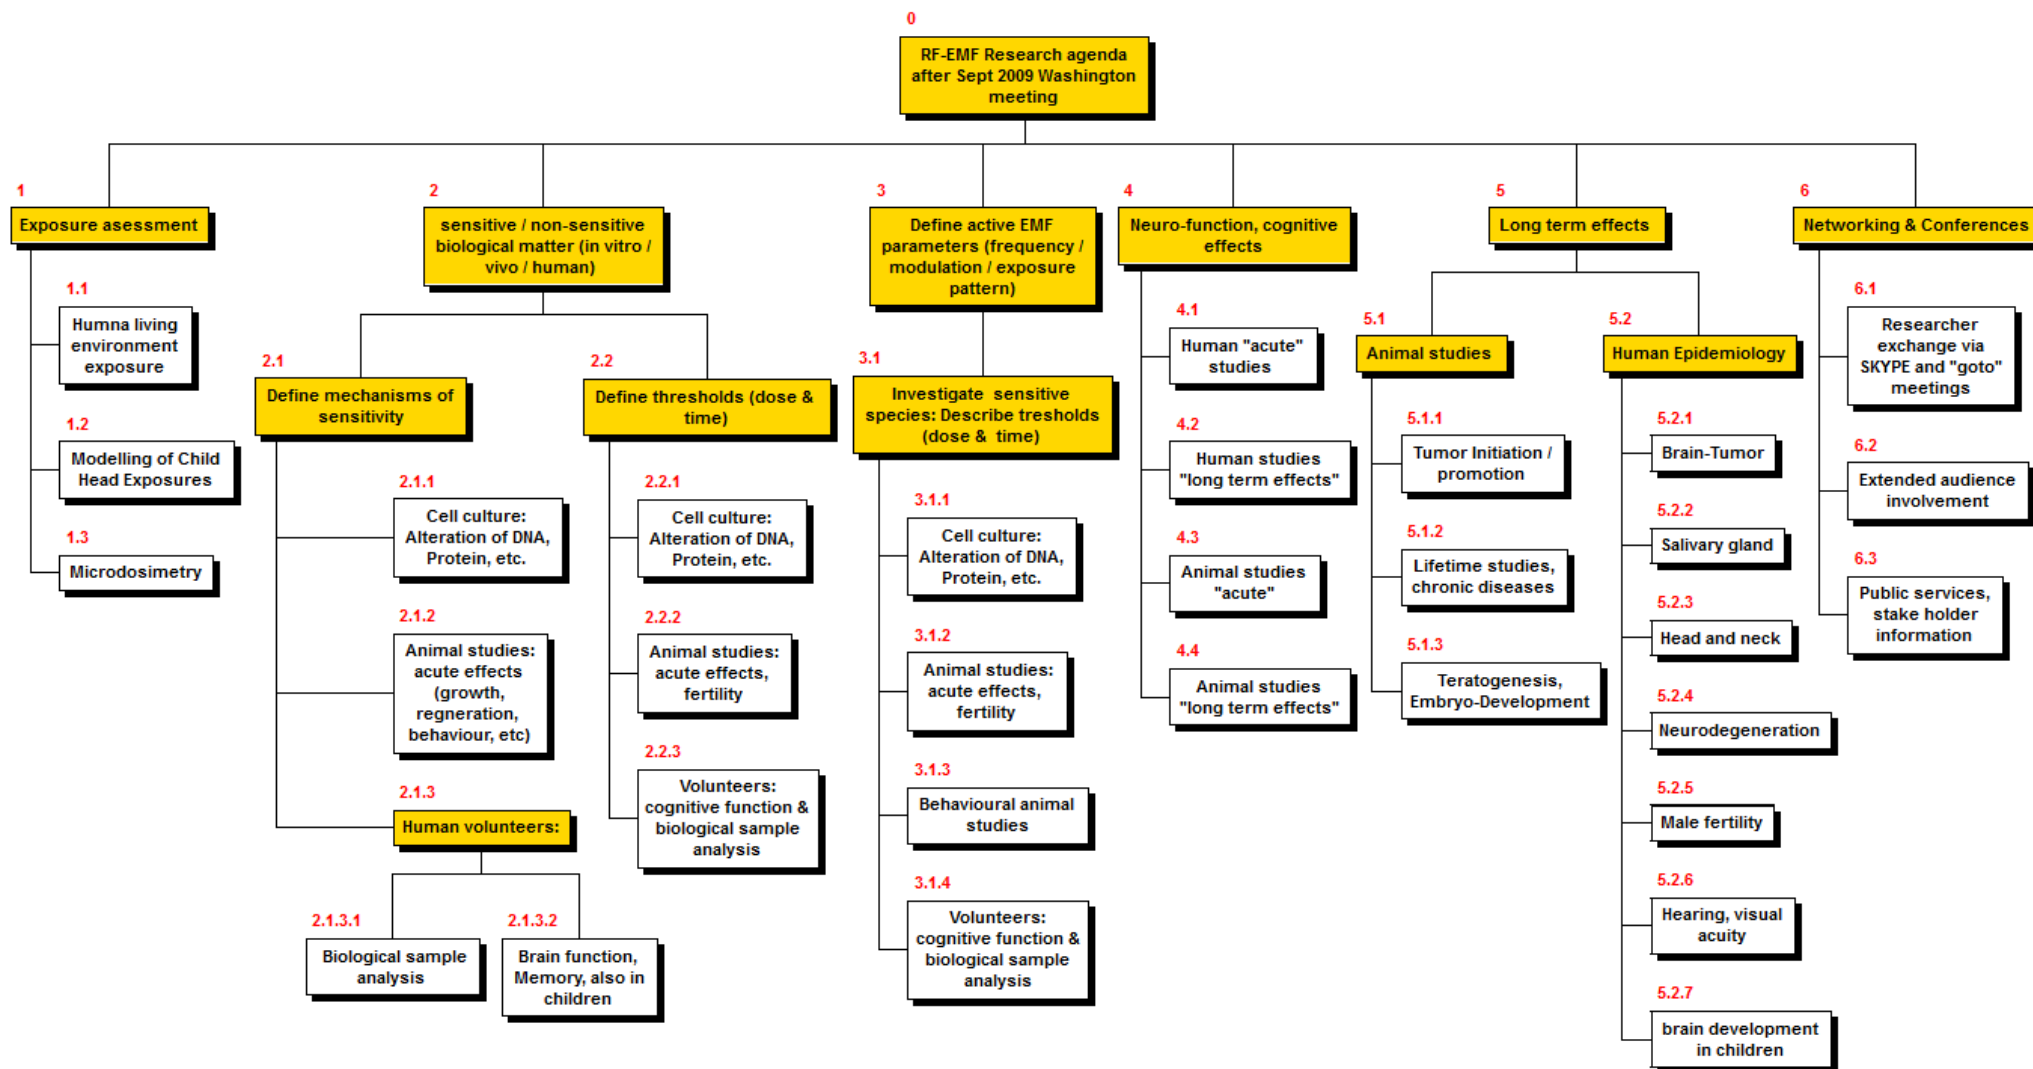 0
RF-EMF Research agenda
after Sept 2009 Washington
meeting
1
Exposure asessment
1.1
Humna living
environment
exposure
1.2
Modelling of Child
Head Exposures
1.3
Microdosimetry
2
sensitive / non-sensitive
biological matter (in vitro /
vivo / human)
2.1
Define mechanisms of
sensitivity
2.1.1
Cell culture:
Alteration of DNA,
Protein, etc.
2.1.2
Animal studies:
acute effects
(growth,
regneration,
behaviour, etc)
2.1.3
Human volunteers:
2.1.3.1
Biological sample
analysis
2.1.3.2
Brain function,
Memory, also in
children
2.2
Define thresholds (dose &
time)
2.2.1
Cell culture:
Alteration of DNA,
Protein, etc.
2.2.2
Animal studies:
acute effects,
fertility
2.2.3
Volunteers:
cognitive function &
biological sample
analysis
3
Define active EMF
parameters (frequency /
modulation / exposure
pattern)
3.1
Investigate sensitive
species: Describe tresholds
(dose & time)
3.1.1
Cell culture:
Alteration of DNA,
Protein, etc.
3.1.2
Animal studies:
acute effects,
fertility
3.1.3
Behavioural animal
studies
3.1.4
Volunteers:
cognitive function &
biological sample
analysis
4
Neuro-function, cognitive
effects
4.1
Human "acute"
studies
4.2
Human studies
"long term effects"
4.3
Animal studies
"acute"
4.4
Animal studies
"long term effects"
5
Long term effects
5.1
Animal studies
5.1.1
Tumor Initiation /
promotion
5.1.2
Lifetime studies,
chronic diseases
5.1.3
Teratogenesis,
Embryo-Development
5.2
Human Epidemiology
5.2.1
Brain-Tumor
5.2.2
Salivary gland
5.2.3
Head and neck
5.2.4
Neurodegeneration
5.2.5
Male fertility
5.2.6
Hearing, visual
acuity
5.2.7
brain development
in children
6
Networking & Conferences
6.1
Researcher
exchange via
SKYPE and "goto"
meetings
6.2
Extended audience
involvement
6.3
Public services,
stake holder
information